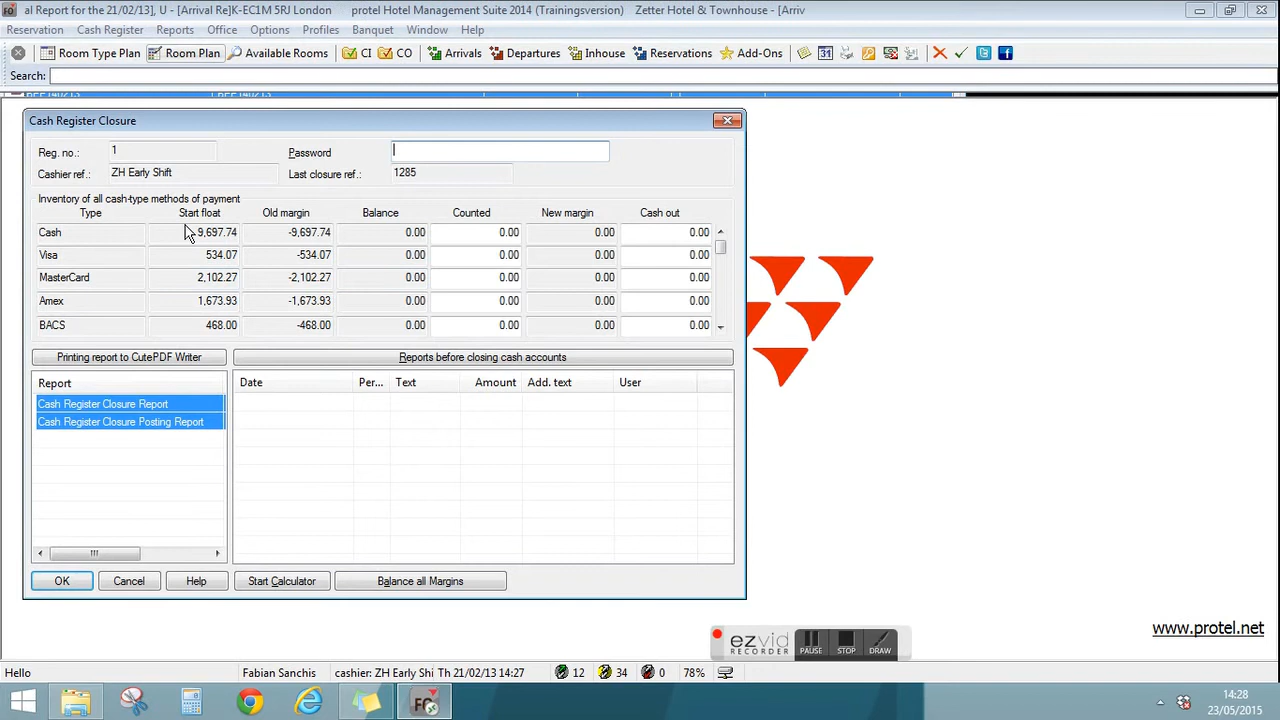 al Report for the 21/02/13], U - [Arrival Re]K-EC1M 5RJ London protel Hotel Management Suite 2014 (Trainingsversion) Zetter Hotel & Townhouse - [Arriv
Reservation Cash Register Reports Office Options Profiles Banquet Window Help
Room Type Plan Room Plan Available Rooms CI CO Arrivals Departures Inhouse Reservations Add-Ons 31
Search:
Cash Register Closure
Reg. no.: 1 Password
Cashier ref.: ZH Early Shift Last closure ref.: 1285
Inventory of all cash-type methods of payment
Type Start float Old margin Balance Counted New margin Cash out
Cash 9,697.74 -9,697.74 0.00 0.00 0.00 0.00
Visa 534.07 -534.07 0.00 0.00 0.00 0.00
MasterCard 2,102.27 -2,102.27 0.00 0.00 0.00 0.00
Amex 1,673.93 -1,673.93 0.00 0.00 0.00 0.00
BACS 468.00 -468.00 0.00 0.00 0.00 0.00
Printing report to CutePDF Writer Reports before closing cash accounts
Report Date Per... Text Amount Add. text User
Cash Register Closure Report
Cash Register Closure Posting Report
OK Cancel Help Start Calculator Balance all Margins
www.protel.net
ezvid
RECORDER PAUSE STOP DRAW
Hello Fabian Sanchis cashier: ZH Early Shi Th 21/02/13 14:27 12 34 0 78%
FO
14:28
23/05/2015